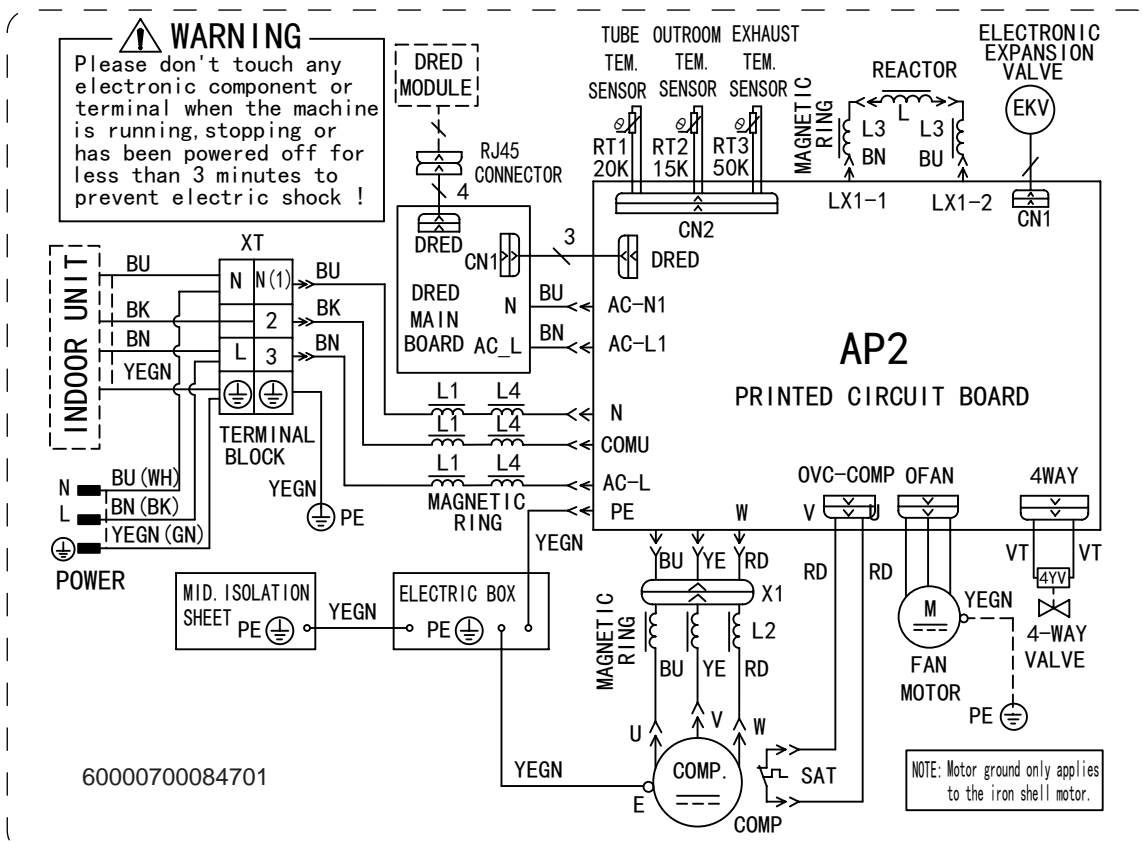 WARNING
Please don't touch any
electronic component or
terminal when the machine
is running, stopping or
has been powered off for
less than 3 minutes to
prevent electric shock !
DRED
MODULE
RJ45
CONNECTOR
4
TUBE
TEM.
SENSOR
OUTROOM
TEM.
SENSOR
EXHAUST
TEM.
SENSOR
RT1
20K
RT2
15K
RT3
50K
CN2
MAGNETIC
RING
REACTOR
L
L3
BN
L3
BU
LX1-1
LX1-2
ELECTRONIC
EXPANSION
VALVE
EKV
CN1
DRED
CN1
3
DRED
DRED
MAIN
BOARD
N
AC_L
BU
BN
AC-N1
AC-L1
AP2
PRINTED CIRCUIT BOARD
INDOOR UNIT
BU
BK
BN
YEGN
XT
N
N(1)
2
L
3
BU
BK
BN
TERMINAL
BLOCK
YEGN
PE
L1
L4
L1
L4
L1
L4
MAGNETIC
RING
N
COMU
AC-L
PE
YEGN
N
L
BU(WH)
BN(BK)
YEGN(GN)
POWER
MID. ISOLATION
SHEET
PE
YEGN
ELECTRIC BOX
PE
W
BU
YE
RD
X1
MAGNETIC
RING
L2
BU
YE
RD
U
V
W
COMP.
E
COMP
YEGN
OVC-COMP
V
U
RD
RD
SAT
OFAN
M
FAN
MOTOR
YEGN
PE
4WAY
VT
VT
4YV
4-WAY
VALVE
NOTE: Motor ground only applies
to the iron shell motor.
60000700084701